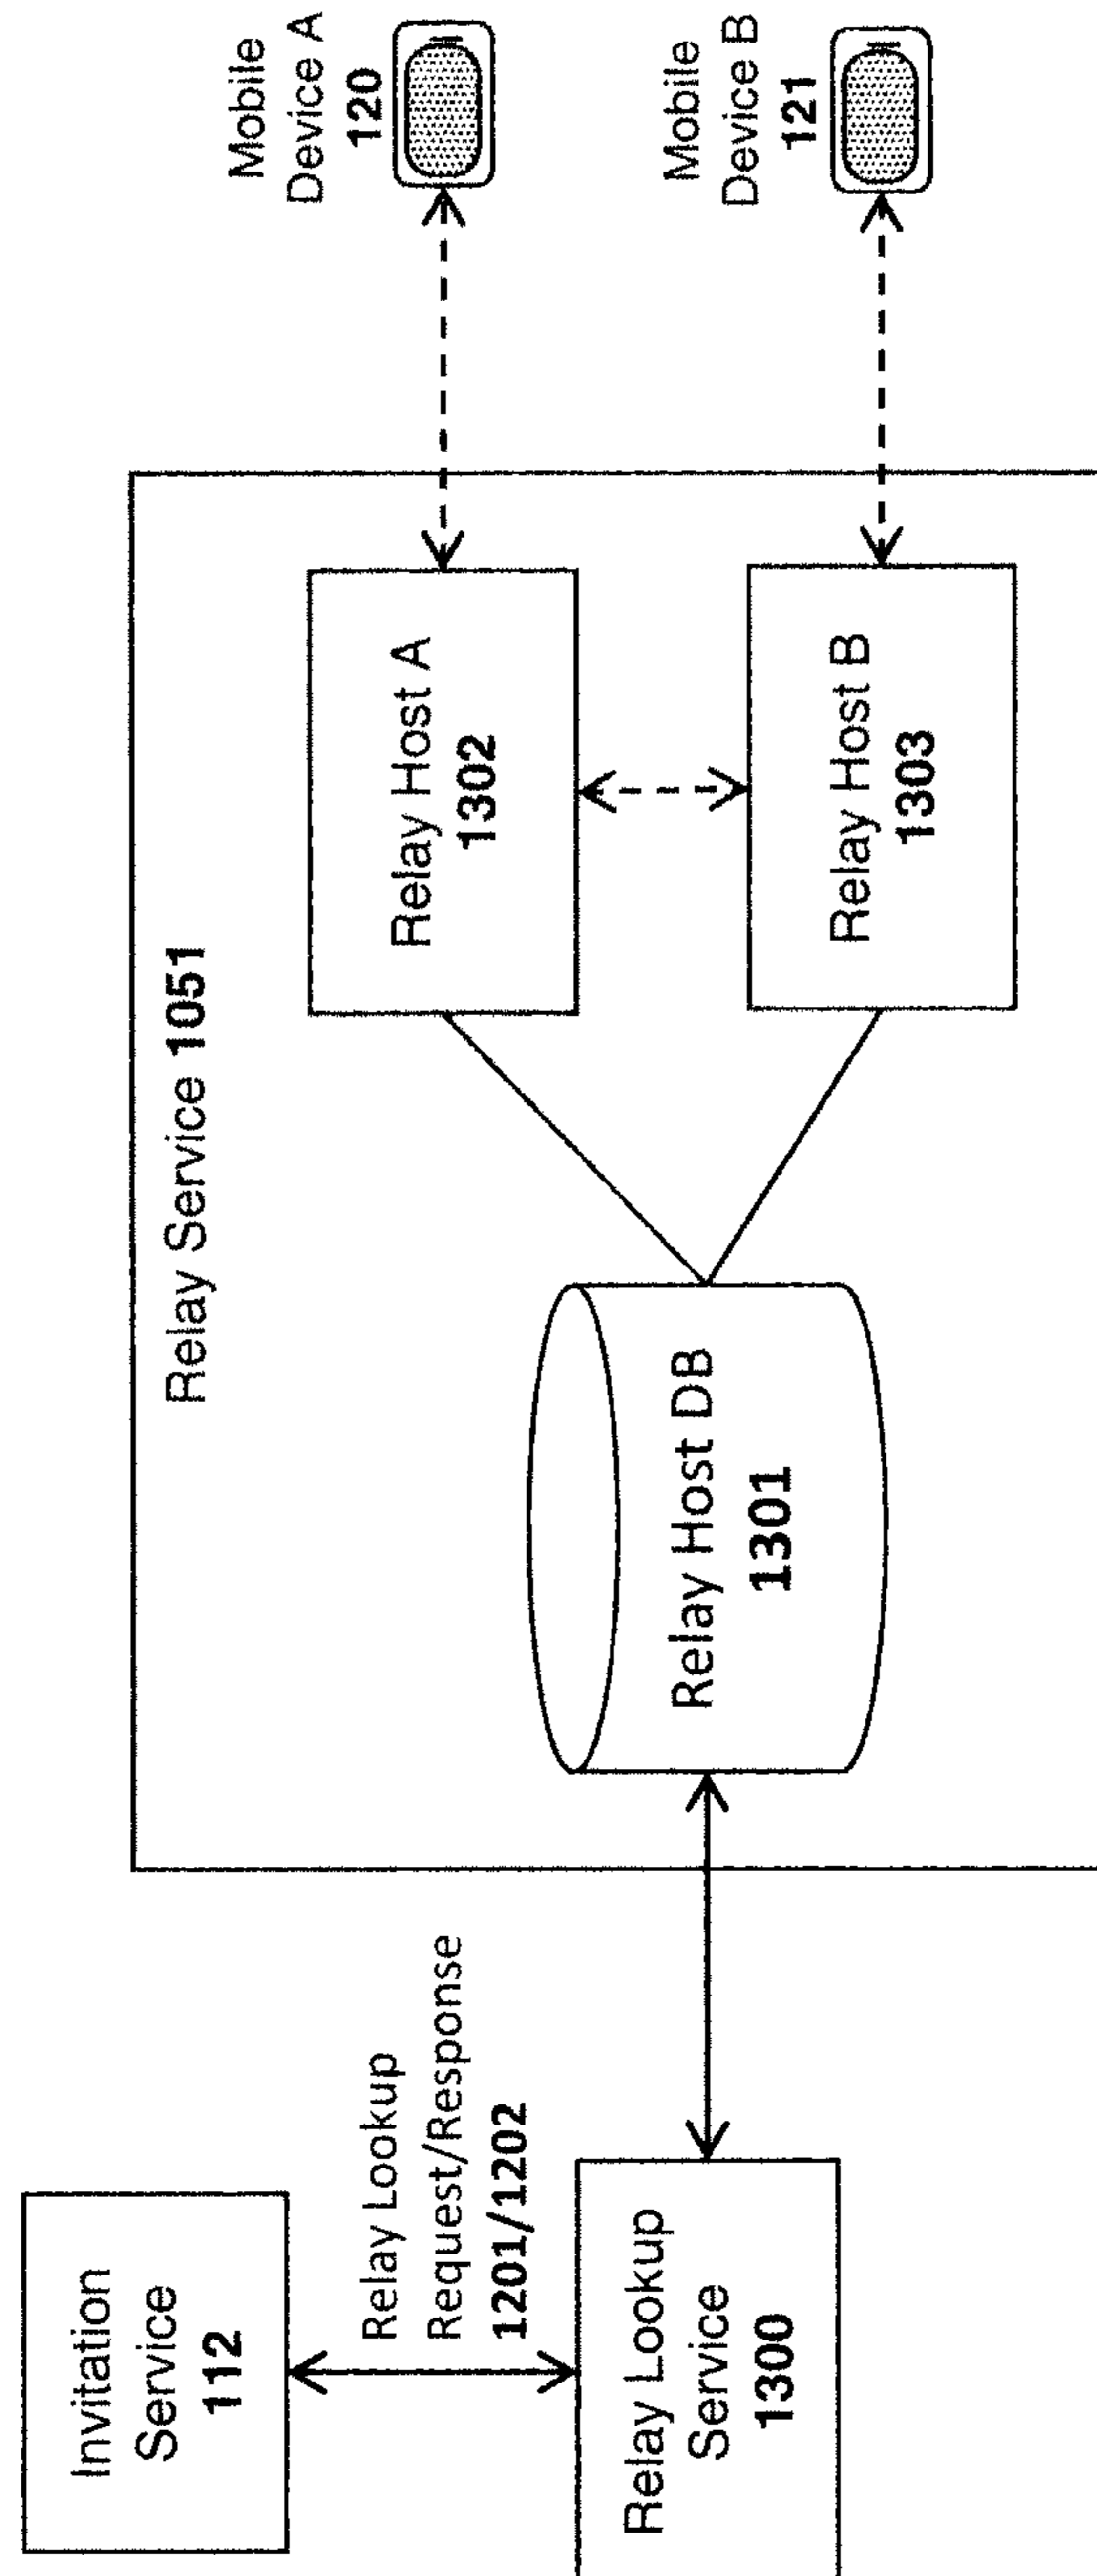 Invitation
Service
112
Relay Lookup
Request/Response
1201/1202
Relay Lookup
Service
1300
Relay Service 1051
Relay Host DB
1301
Relay Host A
1302
Relay Host B
1303
Mobile
Device A
120
Mobile
Device B
121